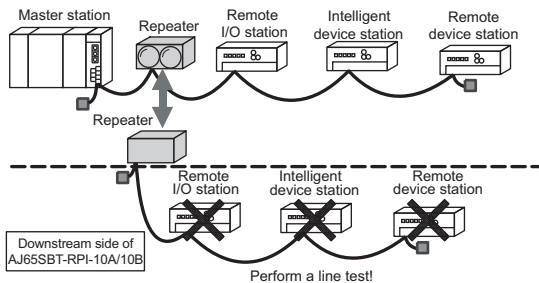 Master station
Repeater
Remote
I/O station
Intelligent
device station
Remote
device station
Repeater
Remote
I/O station
Intelligent
device station
Remote
device station
Downstream side of
AJ65SBT-RPI-10A/10B
Perform a line test!